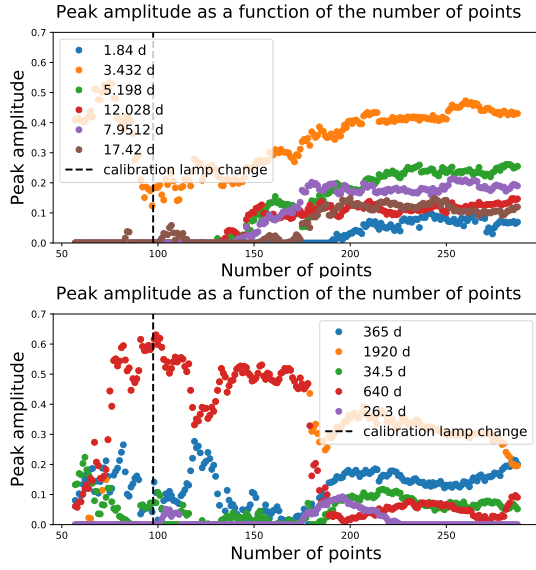 Peak amplitude as a function of the number of points
0.7
0.6
0.5
0.4
0.3
0.2
0.1
0.0
Peak amplitude
1.84 d
3.432 d
5.198 d
12.028 d
7.9512 d
17.42 d
calibration lamp change
50
100
150
200
250
Number of points
Peak amplitude as a function of the number of points
0.7
0.6
0.5
0.4
0.3
0.2
0.1
0.0
Peak amplitude
365 d
1920 d
34.5 d
640 d
26.3 d
calibration lamp change
50
100
150
200
250
Number of points